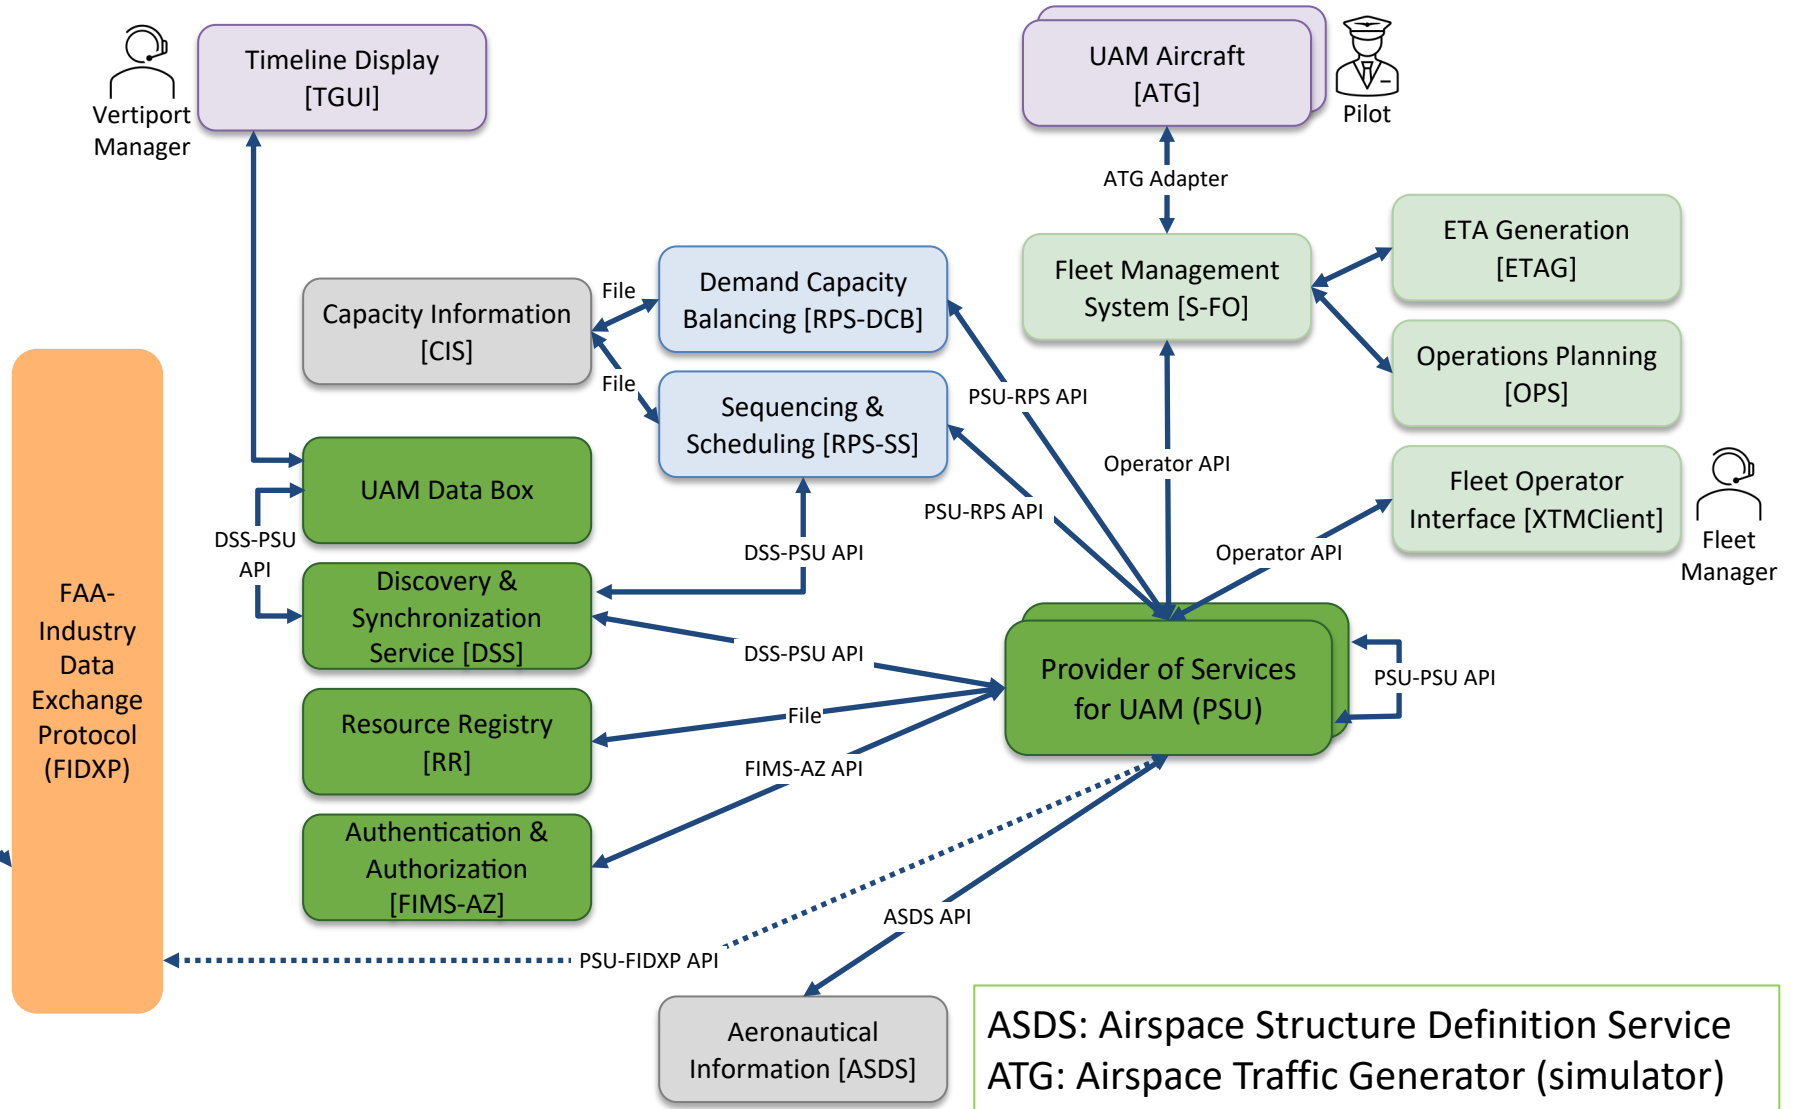 Timeline Display
[TGUI]
Vertiport
Manager
UAM Aircraft
[ATG]
Pilot
ATG Adapter
ETA Generation
[ETAG]
Fleet Management
System [S-FO]
Demand Capacity
Balancing [RPS-DCB]
File
Capacity Information
[CIS]
File
Operations Planning
[OPS]
Sequencing &
Scheduling [RPS-SS]
PSU-RPS API
Operator API
PSU-RPS API
Fleet Operator
Interface [XTMClient]
Fleet
Manager
Operator API
UAM Data Box
DSS-PSU
API
DSS-PSU API
Discovery &
Synchronization
Service [DSS]
DSS-PSU API
FAA-
Industry
Data
Exchange
Protocol
(FIDXP)
Provider of Services
for UAM (PSU)
PSU-PSU API
Resource Registry
[RR]
File
FIMS-AZ API
Authentication &
Authorization
[FIMS-AZ]
ASDS API
PSU-FIDXP API
Aeronautical
Information [ASDS]
ASDS: Airspace Structure Definition Service
ATG: Airspace Traffic Generator (simulator)